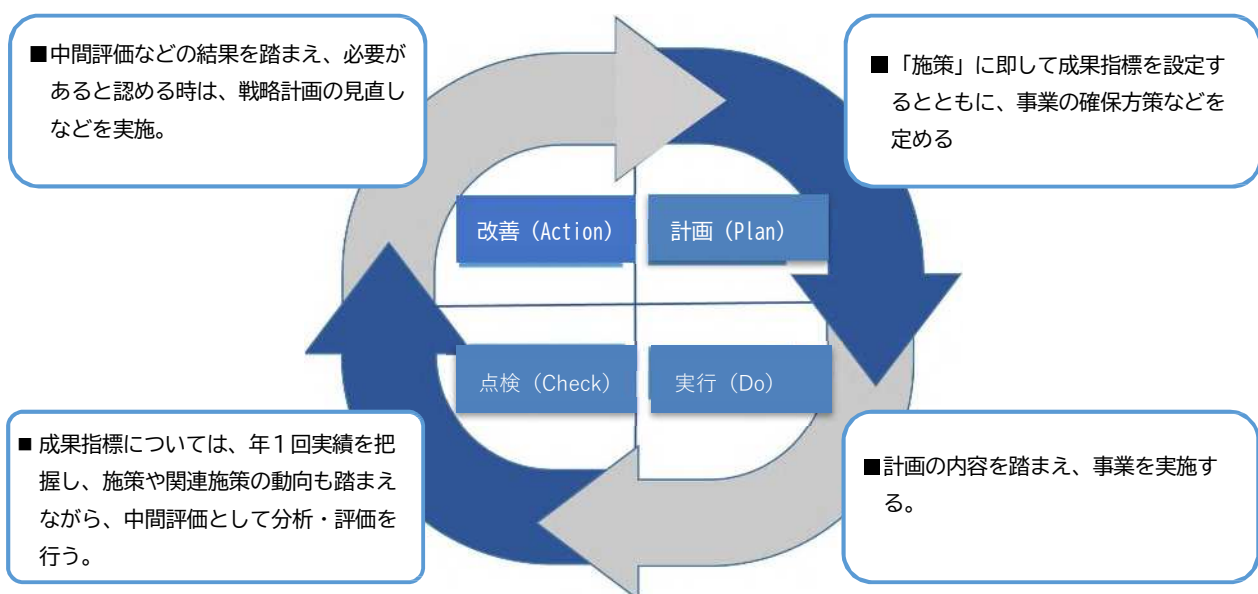 ■中間評価などの結果を踏まえ、必要が
あると認める時は、戦略計画の見直し
などを実施。
■「施策」に即して成果指標を設定す
るとともに、事業の確保方策などを
定める
改善（Action）
計画（Plan）
点検（Check）
実行（Do）
■成果指標については、年１回実績を把
握し、施策や関連施策の動向も踏まえ
ながら、中間評価として分析・評価を
行う。
■計画の内容を踏まえ、事業を実施す
る。